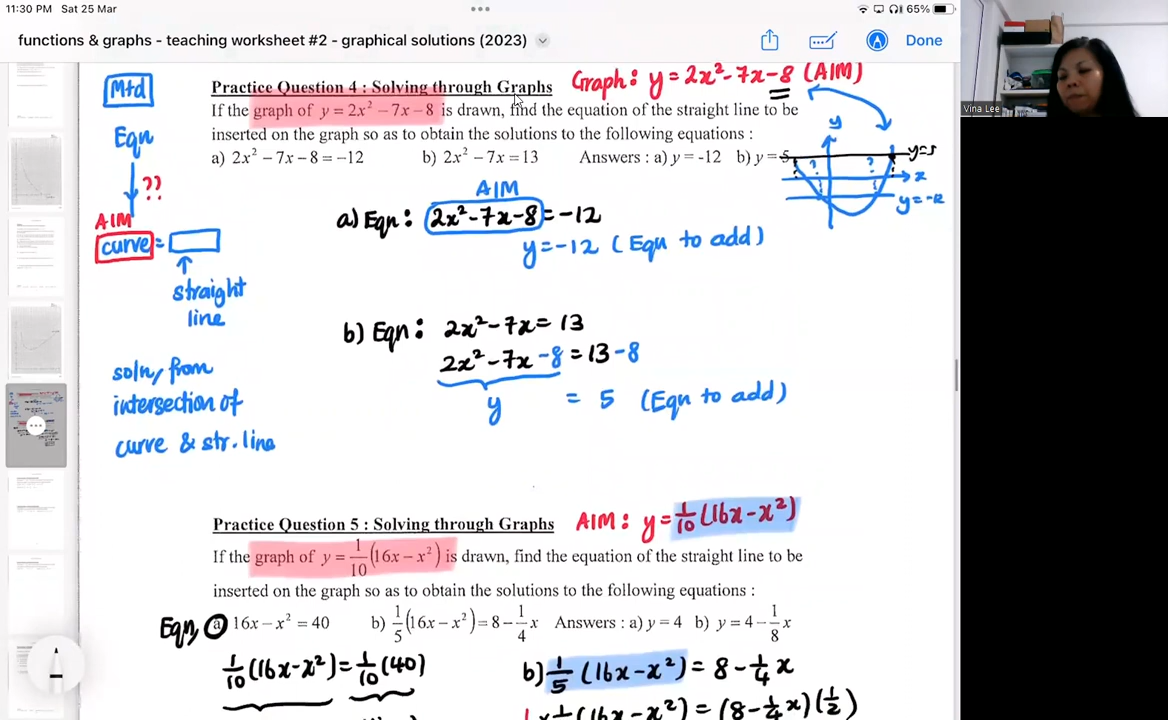 11:30 PM Sat 25 Mar
65%
functions & graphs - teaching worksheet #2 - graphical solutions (2023)
Done
Vina Lee
Mtd
Eqn
??
AIM
curve =
straight
line
soln, from
intersection of
curve & str. line
Practice Question 4 : Solving through Graphs
Graph: y = 2x² - 7x - 8 (AIM)
If the graph of y = 2x² − 7x − 8 is drawn, find the equation of the straight line to be
inserted on the graph so as to obtain the solutions to the following equations :
a) 2x² − 7x − 8 = −12 b) 2x² − 7x = 13 Answers : a) y = -12 b) y = 5
y
y=5
? ?
x
y = -12
AIM
a) Eqn : 2x² - 7x - 8 = -12
y = -12 (Eqn to add)
b) Eqn : 2x² - 7x = 13
2x² - 7x - 8 = 13 - 8
y = 5 (Eqn to add)
Practice Question 5 : Solving through Graphs
AIM : y = 1/10 (16x - x²)
If the graph of y = 1/10 (16x − x²) is drawn, find the equation of the straight line to be
inserted on the graph so as to obtain the solutions to the following equations :
Eqn, a) 16x − x² = 40 b) 1/5 (16x − x²) = 8 − 1/4 x Answers : a) y = 4 b) y = 4 − 1/8 x
1/10 (16x - x²) = 1/10 (40)
b) 1/5 (16x - x²) = 8 - 1/4 x
(16x - x²) = (8 - 1/4 x)(1/2)